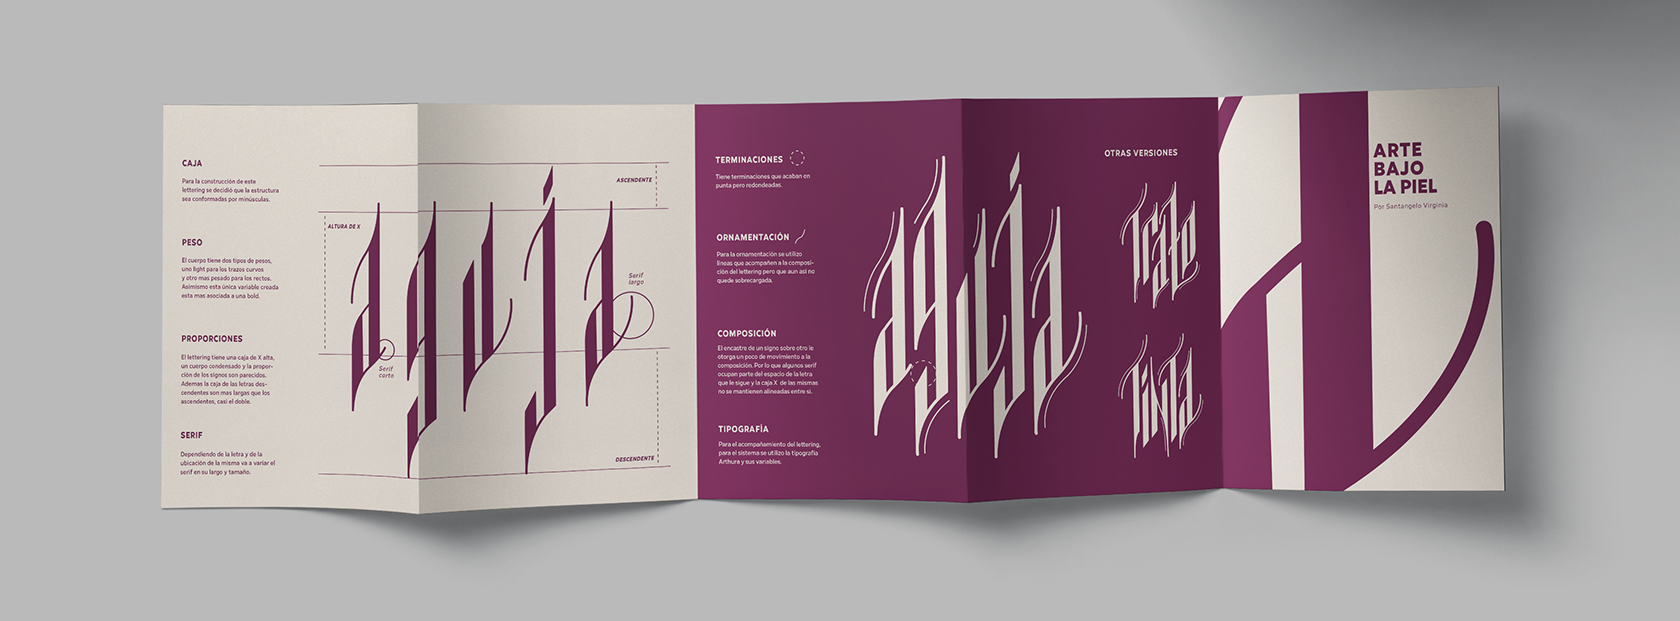 CAJA
Para la construcción de este
lettering se decidió que la estructura
sea conformadas por minúsculas.
PESO
El cuerpo tiene dos tipos de pesos,
uno light para los trazos curvos
y otro mas pesado para los rectos.
Asimismo esta única variable creada
esta mas asociada a una bold.
PROPORCIONES
El lettering tiene una caja de X alta,
un cuerpo condensado y la propor-
ción de los signos son parecidos.
Ademas la caja de las letras des-
cendentes son mas largas que los
ascendentes, casi el doble.
SERIF
Dependiendo de la letra y de la
ubicación de la misma va a variar el
serif en su largo y tamaño.
ASCENDENTE
ALTURA DE X
aguja
Serif
largo
Serif
corto
DESCENDENTE
TERMINACIONES
Tiene terminaciones que acaban en
punta pero redondeadas.
ORNAMENTACIÓN
Para la ornamentación se utilizo
lineas que acompañen a la composi-
ción del lettering pero que aun así no
quede sobrecargada.
COMPOSICIÓN
El encastre de un signo sobre otro le
otorga un poco de movimiento a la
composición. Por lo que algunos serif
ocupan parte del espacio de la letra
que le sigue y la caja X de las mismas
no se mantienen alineadas entre si.
TIPOGRAFÍA
Para el acompañamiento del lettering,
para el sistema se utilizo la tipografía
Arthura y sus variables.
aguja
OTRAS VERSIONES
Trazo
Tinta
ARTE
BAJO
LA PIEL
Por Santangelo Virginia